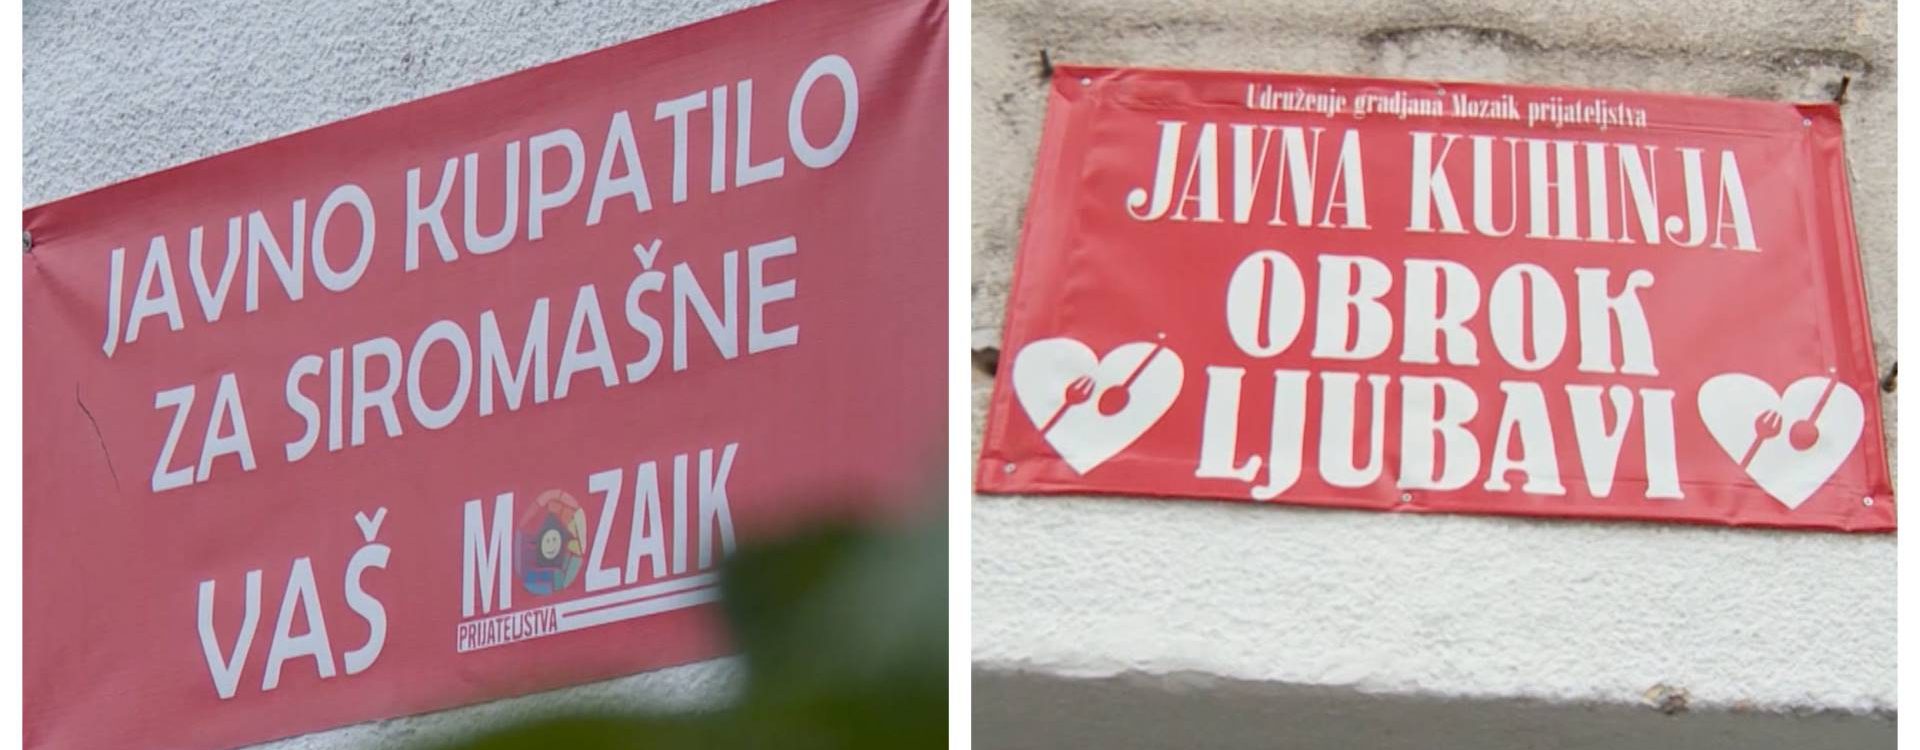 JAVNO KUPATILO
ZA SIROMAŠNE
VAŠ MOZAIK
PRIJATELJSTVA
Udruženje gradjana Mozaik prijateljstva
JAVNA KUHINJA
OBROK
LJUBAVI